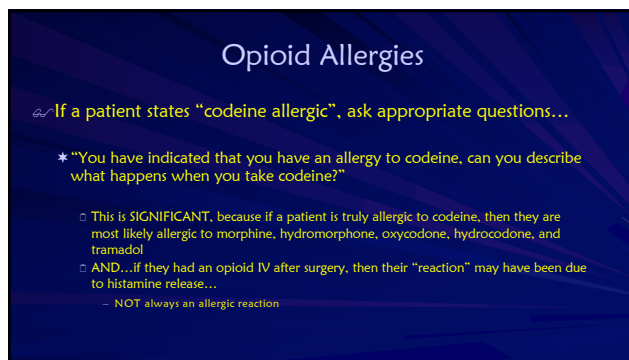 Opioid Allergies
If a patient states “codeine allergic”, ask appropriate questions…
“You have indicated that you have an allergy to codeine, can you describe
what happens when you take codeine?”
This is SIGNIFICANT, because if a patient is truly allergic to codeine, then they are
most likely allergic to morphine, hydromorphone, oxycodone, hydrocodone, and
tramadol
AND…if they had an opioid IV after surgery, then their “reaction” may have been due
to histamine release…
– NOT always an allergic reaction